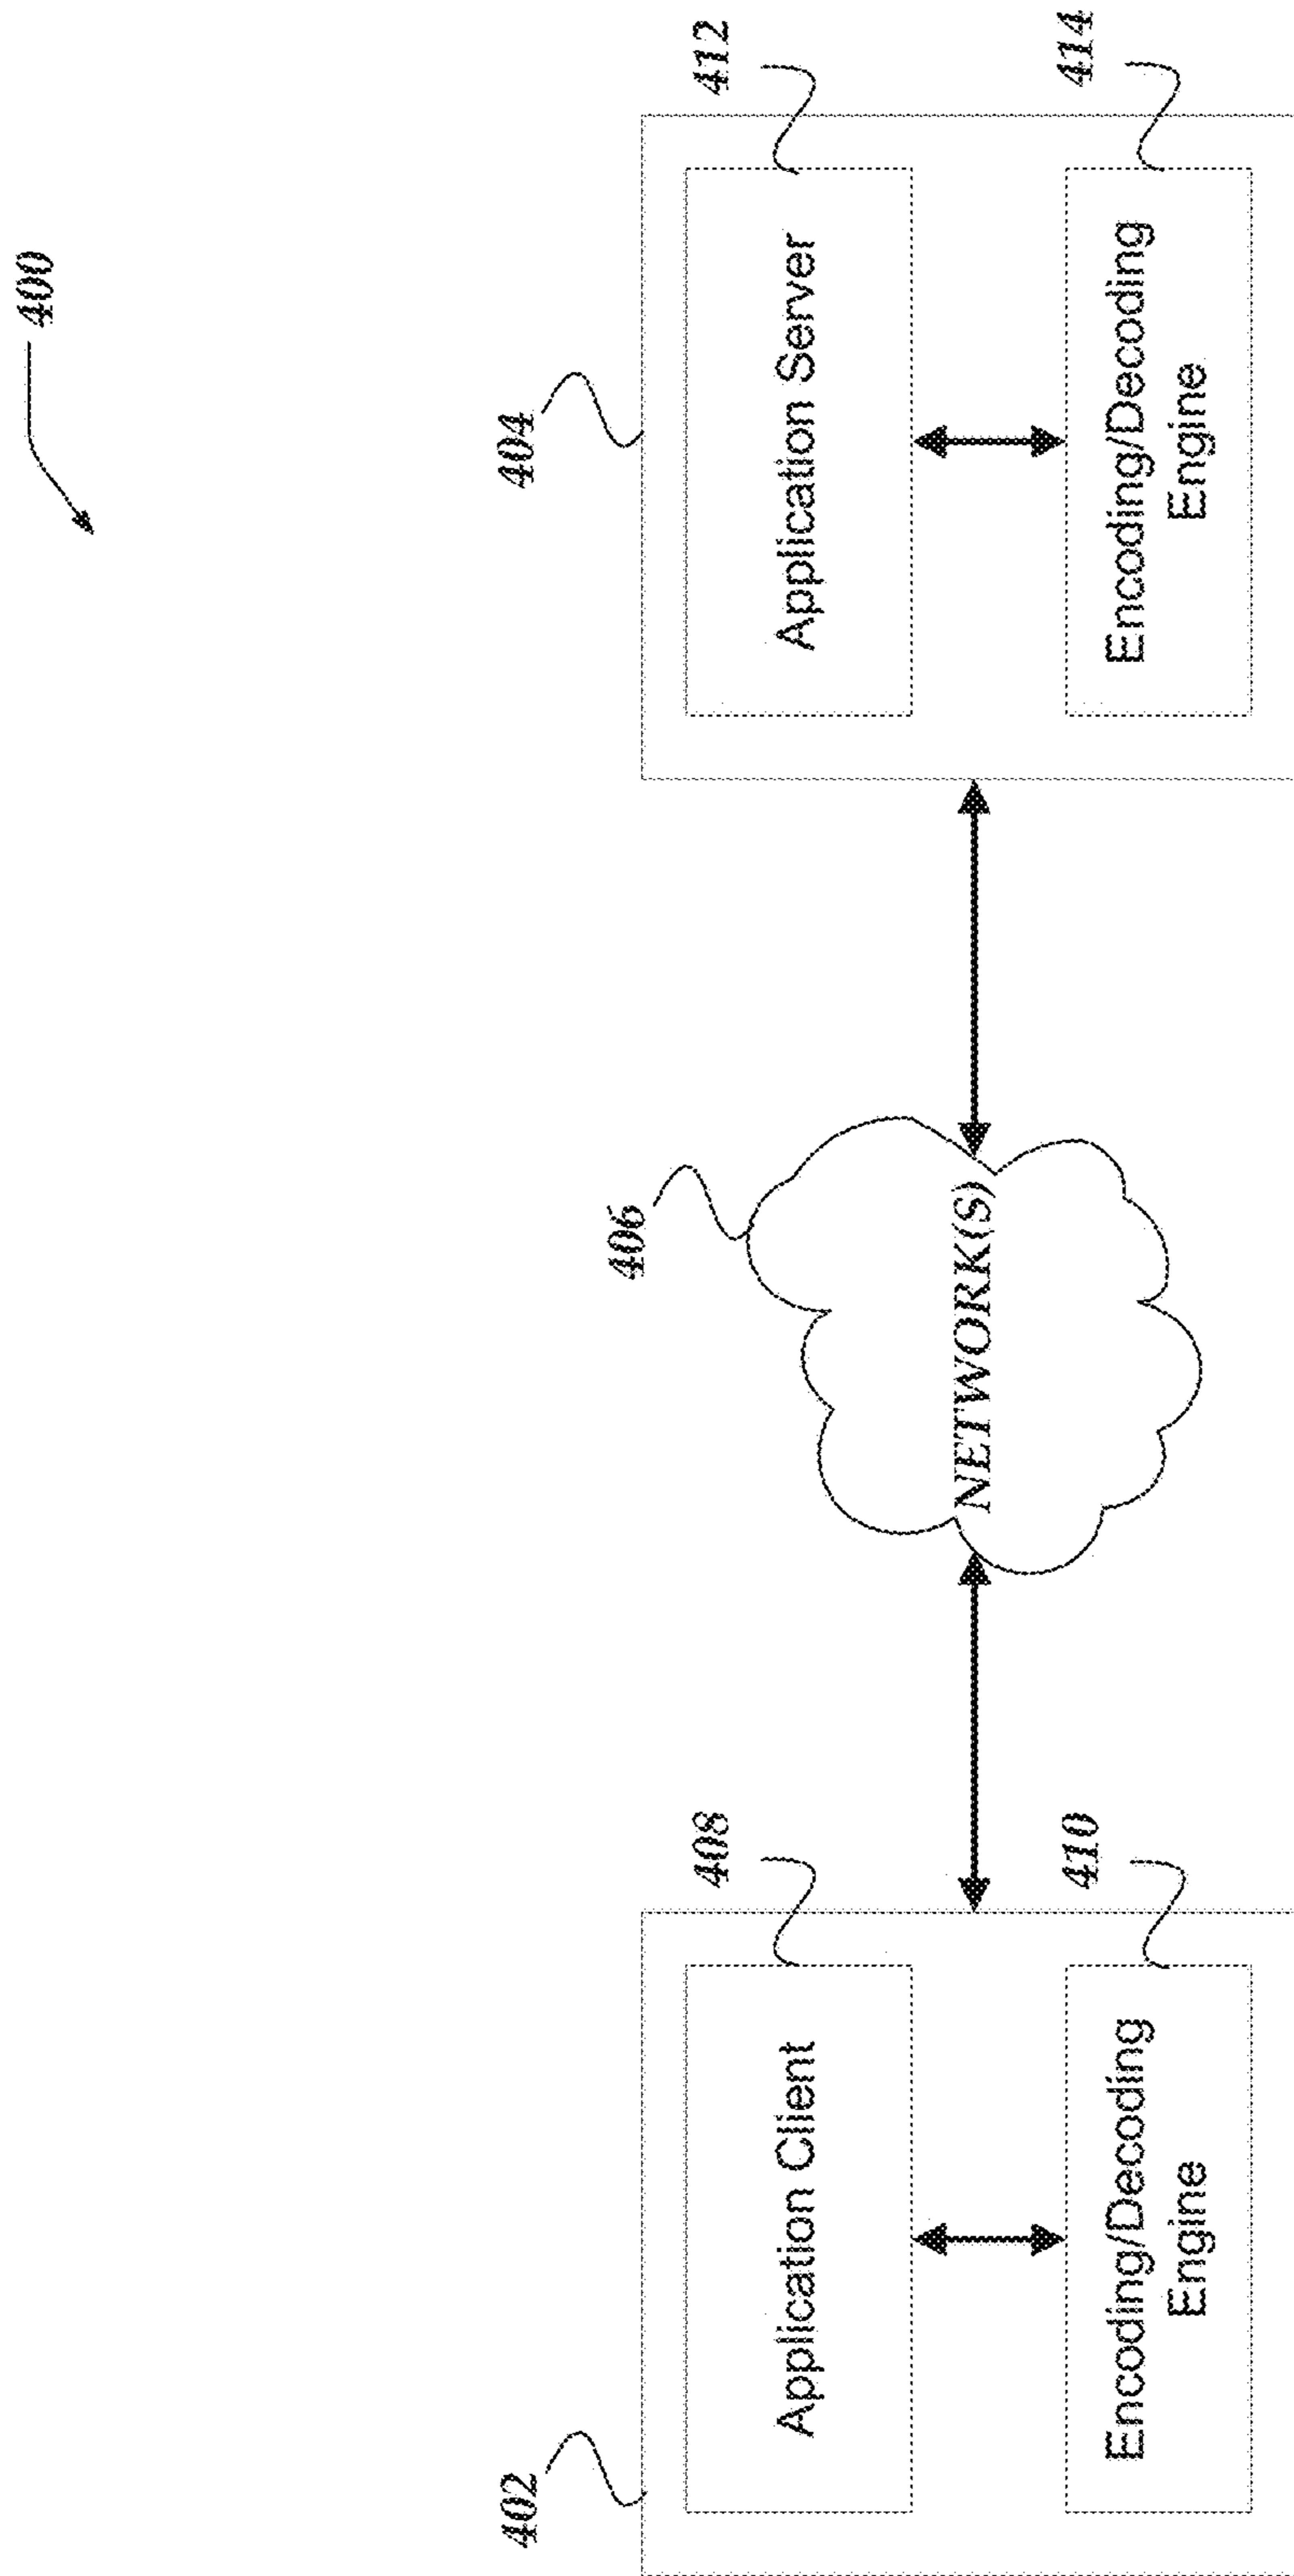 400
402
Application Client
408
Encoding/Decoding
Engine
410
406
NETWORK(S)
404
Application Server
412
Encoding/Decoding
Engine
414